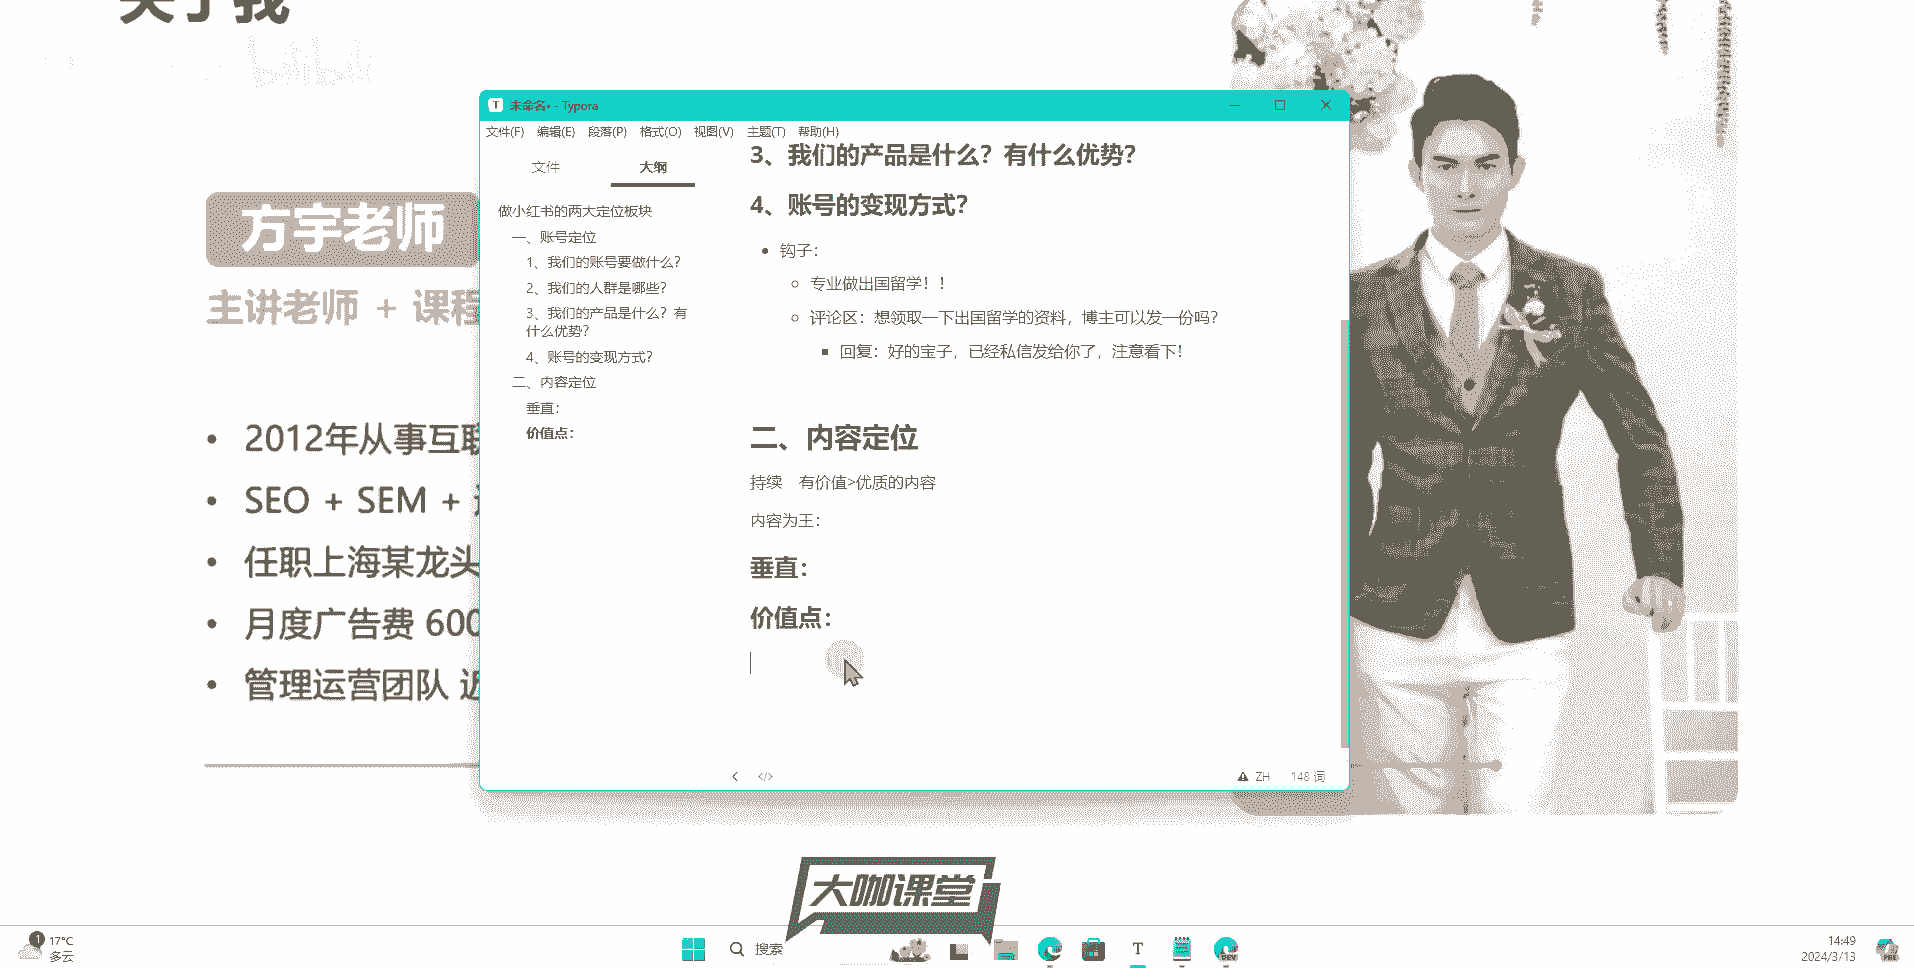 关于我
bilibili
方宇老师
主讲老师 + 课程
• 2012年从事互联
• SEO + SEM +
• 任职上海某龙头
• 月度广告费 600
• 管理运营团队 近
未命名• - Typora
文件(F) 编辑(E) 段落(P) 格式(O) 视图(V) 主题(T) 帮助(H)
文件 大纲
做小红书的两大定位板块
一、账号定位
1、我们的账号要做什么？
2、我们的人群是哪些？
3、我们的产品是什么？有
什么优势？
4、账号的变现方式？
二、内容定位
垂直：
价值点：
3、我们的产品是什么？有什么优势？
4、账号的变现方式？
• 钩子：
○ 专业做出国留学！！
○ 评论区：想领取一下出国留学的资料，博主可以发一份吗？
▪ 回复：好的宝子，已经私信发给你了，注意看下！
二、内容定位
持续 有价值>优质的内容
内容为王：
垂直：
价值点：
</> ZH 148 词
大咖课堂
1 17°C
多云
搜索
T
DEV
14:49
2024/3/13
PRE